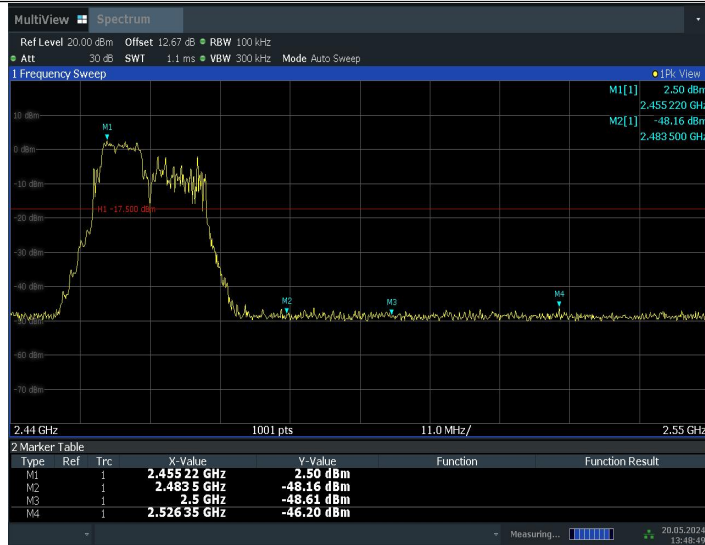 MultiView Spectrum
Ref Level 20.00 dBm Offset 12.67 dB RBW 100 kHz
Att 30 dB SWT 1.1 ms VBW 300 kHz Mode Auto Sweep
1 Frequency Sweep 1Pk View
M1[1] 2.50 dBm
2.455 220 GHz
M2[1] -48.16 dBm
2.483 500 GHz
10 dBm
M1
0 dBm
-10 dBm
H1 -17.500 dBm
-20 dBm
-30 dBm
-40 dBm
M2 M3 M4
-50 dBm
-60 dBm
-70 dBm
2.44 GHz 1001 pts 11.0 MHz/ 2.55 GHz
2 Marker Table
Type Ref Trc X-Value Y-Value Function Function Result
M1 1 2.455 22 GHz 2.50 dBm
M2 1 2.483 5 GHz -48.16 dBm
M3 1 2.5 GHz -48.61 dBm
M4 1 2.526 35 GHz -46.20 dBm
Measuring... 20.05.2024
13:48:49